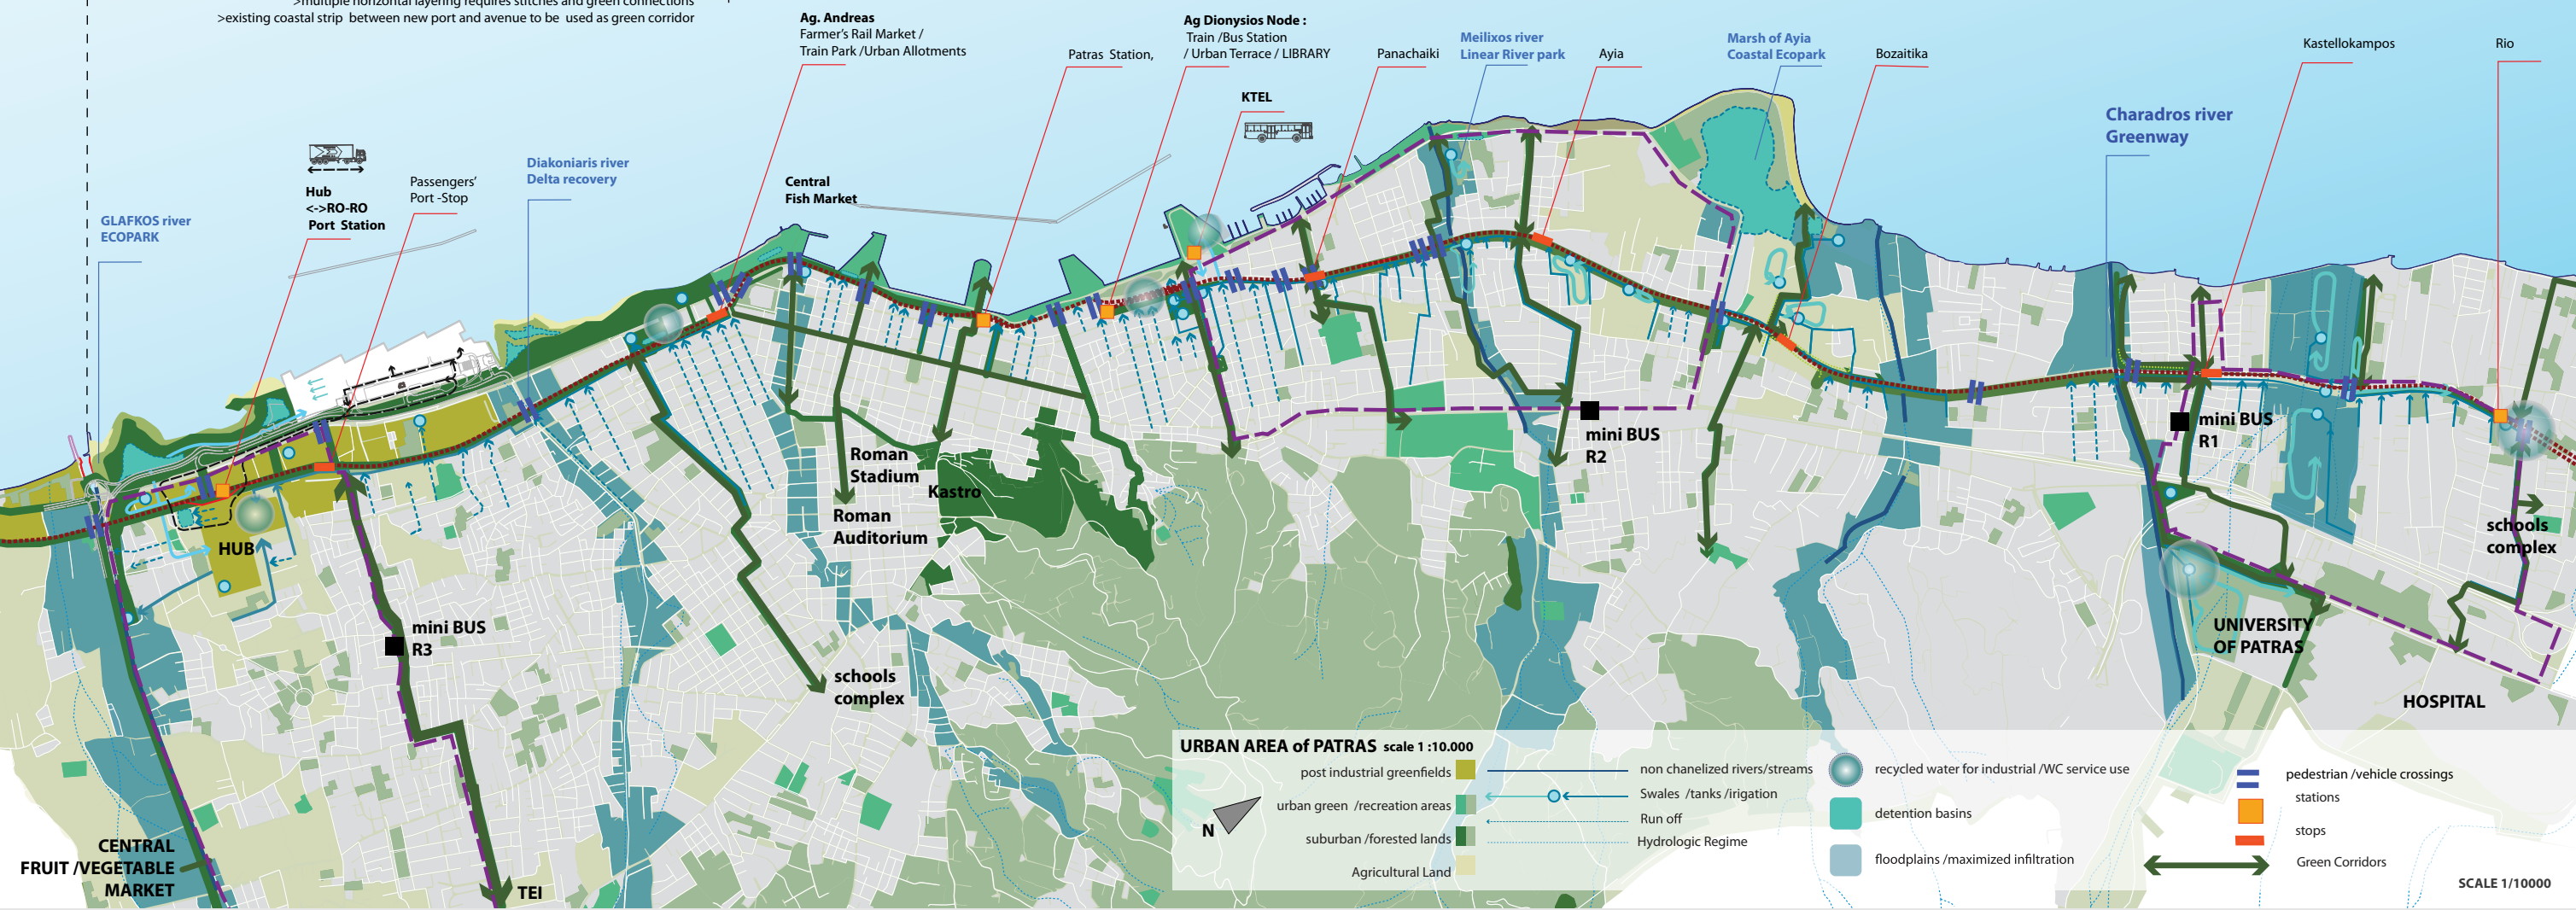 >multiple horizontal layering requires stitches and green connections
>existing coastal strip between new port and avenue to be used as green corridor
Ag. Andreas
Farmer's Rail Market /
Train Park /Urban Allotments
Patras Station,
Ag Dionysios Node :
Train /Bus Station
/ Urban Terrace / LIBRARY
KTEL
Panachaiki
Meilixos river
Linear River park
Ayia
Marsh of Ayia
Coastal Ecopark
Bozaitika
Charadros river
Greenway
Kastellokampos
Rio
GLAFKOS river
ECOPARK
Hub
<->RO-RO
Port Station
Passengers'
Port -Stop
Diakoniaris river
Delta recovery
Central
Fish Market
HUB
mini BUS
R3
Roman
Stadium
Kastro
Roman
Auditorium
schools
complex
mini BUS
R2
mini BUS
R1
schools
complex
UNIVERSITY
OF PATRAS
HOSPITAL
CENTRAL
FRUIT /VEGETABLE
MARKET
TEI
URBAN AREA of PATRAS scale 1 :10.000
post industrial greenfields
urban green /recreation areas
suburban /forested lands
Agricultural Land
N
non chanelized rivers/streams
Swales /tanks /irigation
Run off
Hydrologic Regime
recycled water for industrial /WC service use
detention basins
floodplains /maximized infiltration
pedestrian /vehicle crossings
stations
stops
Green Corridors
SCALE 1/10000